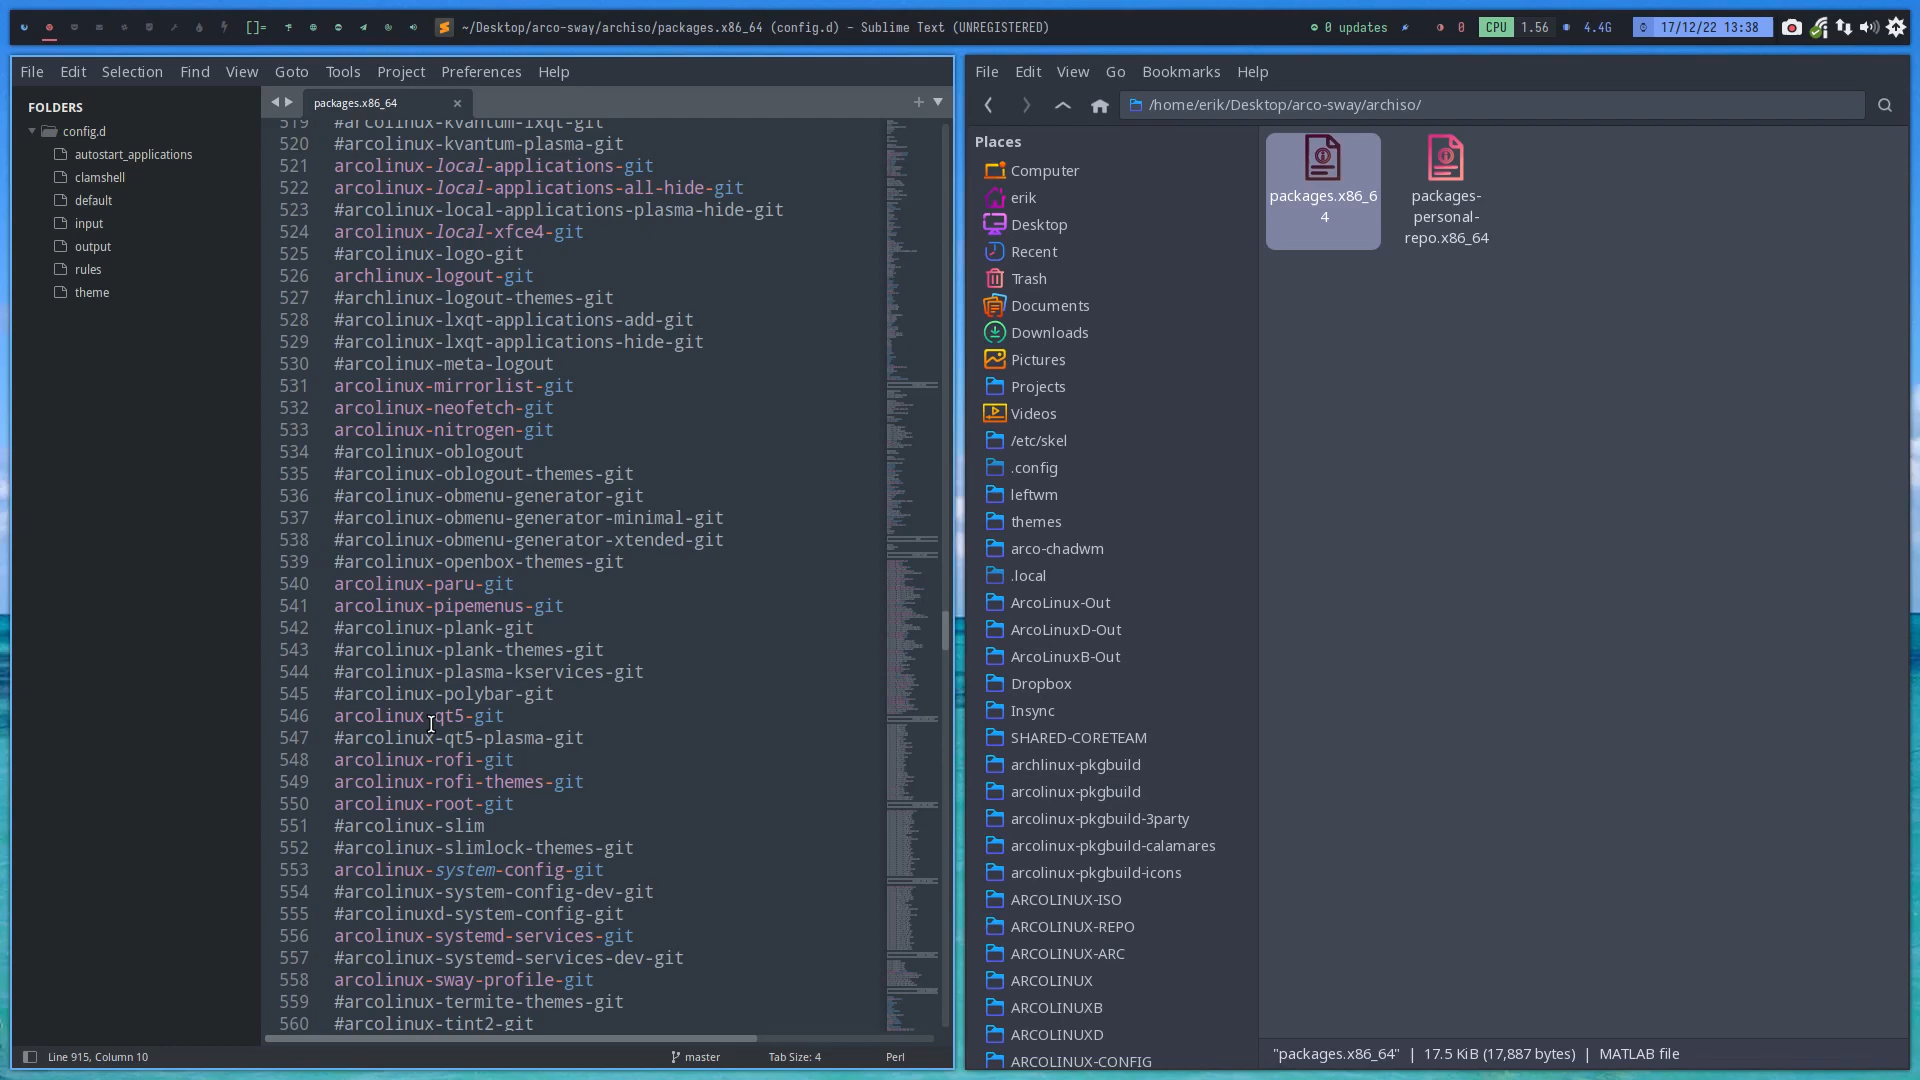 []=
~/Desktop/arco-sway/archiso/packages.x86_64 (config.d) - Sublime Text (UNREGISTERED)
0 updates
0
CPU 1.56
4.4G
17/12/22 13:38
File Edit Selection Find View Goto Tools Project Preferences Help
FOLDERS
config.d
autostart_applications
clamshell
default
input
output
rules
theme
packages.x86_64
519 #arcolinux-kvantum-lxqt-git
520 #arcolinux-kvantum-plasma-git
521 arcolinux-local-applications-git
522 arcolinux-local-applications-all-hide-git
523 #arcolinux-local-applications-plasma-hide-git
524 arcolinux-local-xfce4-git
525 #arcolinux-logo-git
526 archlinux-logout-git
527 #archlinux-logout-themes-git
528 #arcolinux-lxqt-applications-add-git
529 #arcolinux-lxqt-applications-hide-git
530 #arcolinux-meta-logout
531 arcolinux-mirrorlist-git
532 arcolinux-neofetch-git
533 arcolinux-nitrogen-git
534 #arcolinux-oblogout
535 #arcolinux-oblogout-themes-git
536 #arcolinux-obmenu-generator-git
537 #arcolinux-obmenu-generator-minimal-git
538 #arcolinux-obmenu-generator-xtended-git
539 #arcolinux-openbox-themes-git
540 arcolinux-paru-git
541 arcolinux-pipemenus-git
542 #arcolinux-plank-git
543 #arcolinux-plank-themes-git
544 #arcolinux-plasma-kservices-git
545 #arcolinux-polybar-git
546 arcolinux-qt5-git
547 #arcolinux-qt5-plasma-git
548 arcolinux-rofi-git
549 arcolinux-rofi-themes-git
550 arcolinux-root-git
551 #arcolinux-slim
552 #arcolinux-slimlock-themes-git
553 arcolinux-system-config-git
554 #arcolinux-system-config-dev-git
555 #arcolinuxd-system-config-git
556 arcolinux-systemd-services-git
557 #arcolinux-systemd-services-dev-git
558 arcolinux-sway-profile-git
559 #arcolinux-termite-themes-git
560 #arcolinux-tint2-git
Line 915, Column 10
master
Tab Size: 4
Perl
File Edit View Go Bookmarks Help
/home/erik/Desktop/arco-sway/archiso/
Places
Computer
erik
Desktop
Recent
Trash
Documents
Downloads
Pictures
Projects
Videos
/etc/skel
.config
leftwm
themes
arco-chadwm
.local
ArcoLinux-Out
ArcoLinuxD-Out
ArcoLinuxB-Out
Dropbox
Insync
SHARED-CORETEAM
archlinux-pkgbuild
arcolinux-pkgbuild
arcolinux-pkgbuild-3party
arcolinux-pkgbuild-calamares
arcolinux-pkgbuild-icons
ARCOLINUX-ISO
ARCOLINUX-REPO
ARCOLINUX-ARC
ARCOLINUX
ARCOLINUXB
ARCOLINUXD
ARCOLINUX-CONFIG
packages.x86_6
4
packages-
personal-
repo.x86_64
"packages.x86_64" | 17.5 KiB (17,887 bytes) | MATLAB file